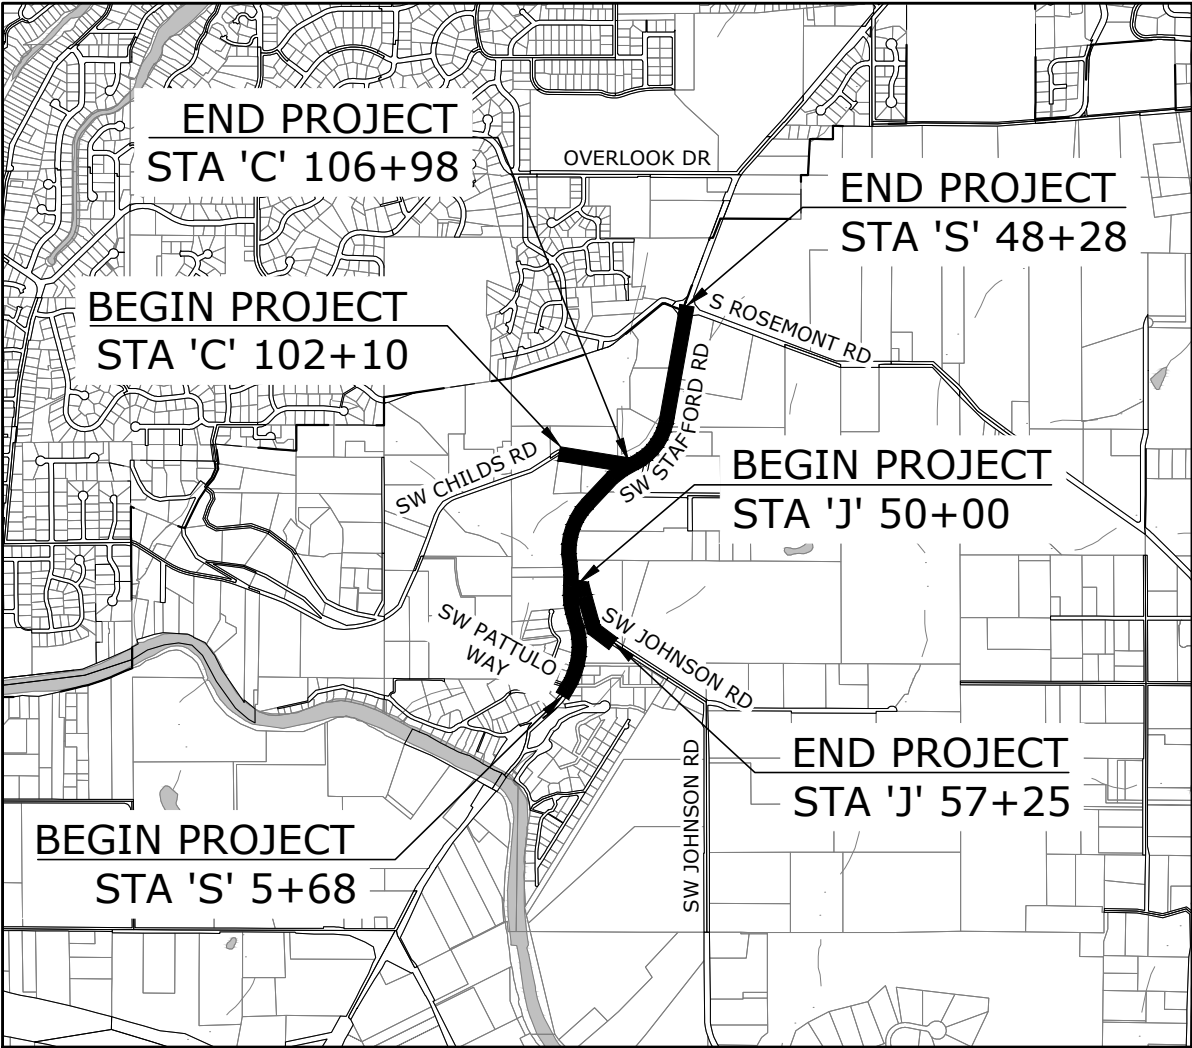 END PROJECT
STA 'C' 106+98
OVERLOOK DR
END PROJECT
STA 'S' 48+28
BEGIN PROJECT
STA 'C' 102+10
S ROSEMONT RD
SW STAFFORD RD
SW CHILDS RD
BEGIN PROJECT
STA 'J' 50+00
SW PATTULO
WAY
SW JOHNSON RD
SW JOHNSON RD
END PROJECT
STA 'J' 57+25
BEGIN PROJECT
STA 'S' 5+68